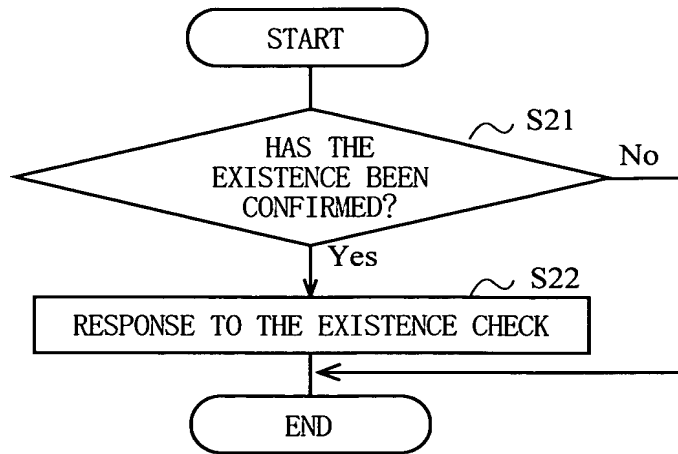 START
S21
HAS THE
EXISTENCE BEEN
CONFIRMED?
No
Yes
S22
RESPONSE TO THE EXISTENCE CHECK
END